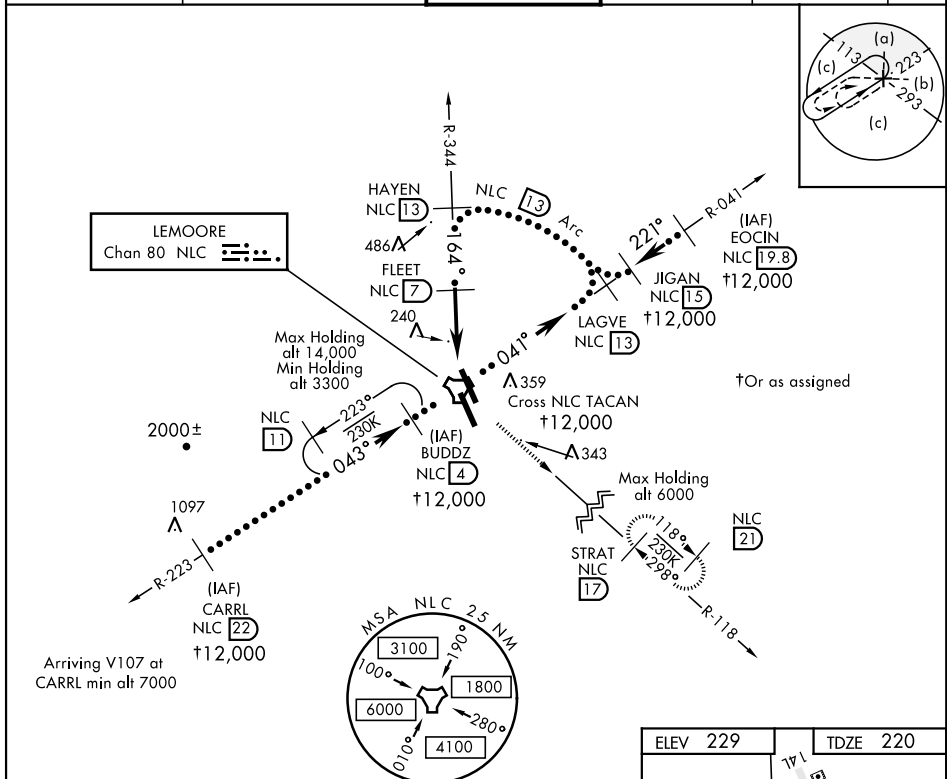 (a)
113
223
(c)
(b)
293
(c)
R-344
HAYEN
NLC 13
NLC 13 Arc
R-041
221°
(IAF)
EOCIN
NLC 19.8
†12,000
LEMOORE
Chan 80 NLC
486
164°
FLEET
NLC 7
JIGAN
NLC 15
†12,000
LAGVE
NLC 13
240
041°
Max Holding
alt 14,000
Min Holding
alt 3300
359
†Or as assigned
Cross NLC TACAN
†12,000
NLC
11
223°
230K
043°
2000±
(IAF)
BUDDZ
NLC 4
†12,000
343
Max Holding
alt 6000
1097
NLC
21
118°
230K
298°
STRAT
NLC
17
R-223
(IAF)
CARRL
NLC 22
†12,000
R-118
Arriving V107 at
CARRL min alt 7000
MSA NLC 25 NM
3100
190°
100°
1800
6000
280°
010°
4100
ELEV 229
TDZE 220
14L